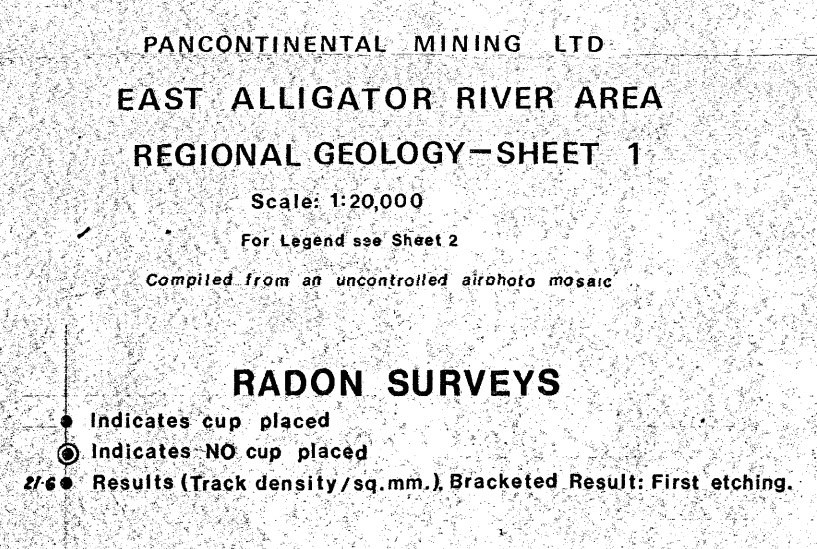 PANCONTINENTAL MINING LTD
EAST ALLIGATOR RIVER AREA
REGIONAL GEOLOGY—SHEET 1
Scale: 1:20,000
For Legend see Sheet 2
Compiled from an uncontrolled airphoto mosaic
RADON SURVEYS
Indicates cup placed
Indicates NO cup placed
21·6 Results (Track density/sq.mm.). Bracketed Result: First etching.